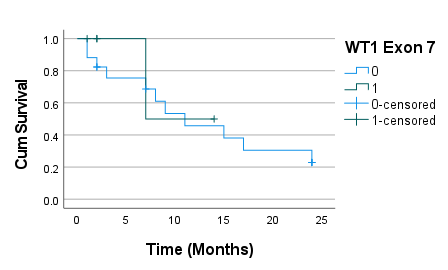 WT1 Exon 7
0
1
0-censored
1-censored
Cum Survival
1.0
0.8
0.6
0.4
0.2
0.0
0 5 10 15 20 25
Time (Months)